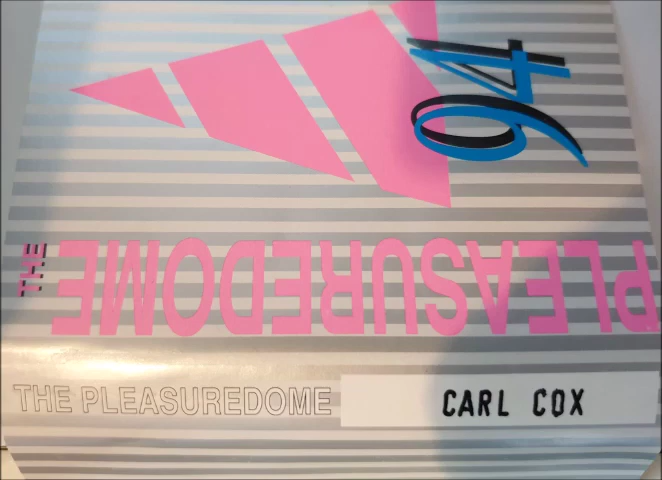 94
THE
PLEASUREDOME
THE PLEASUREDOME
CARL COX